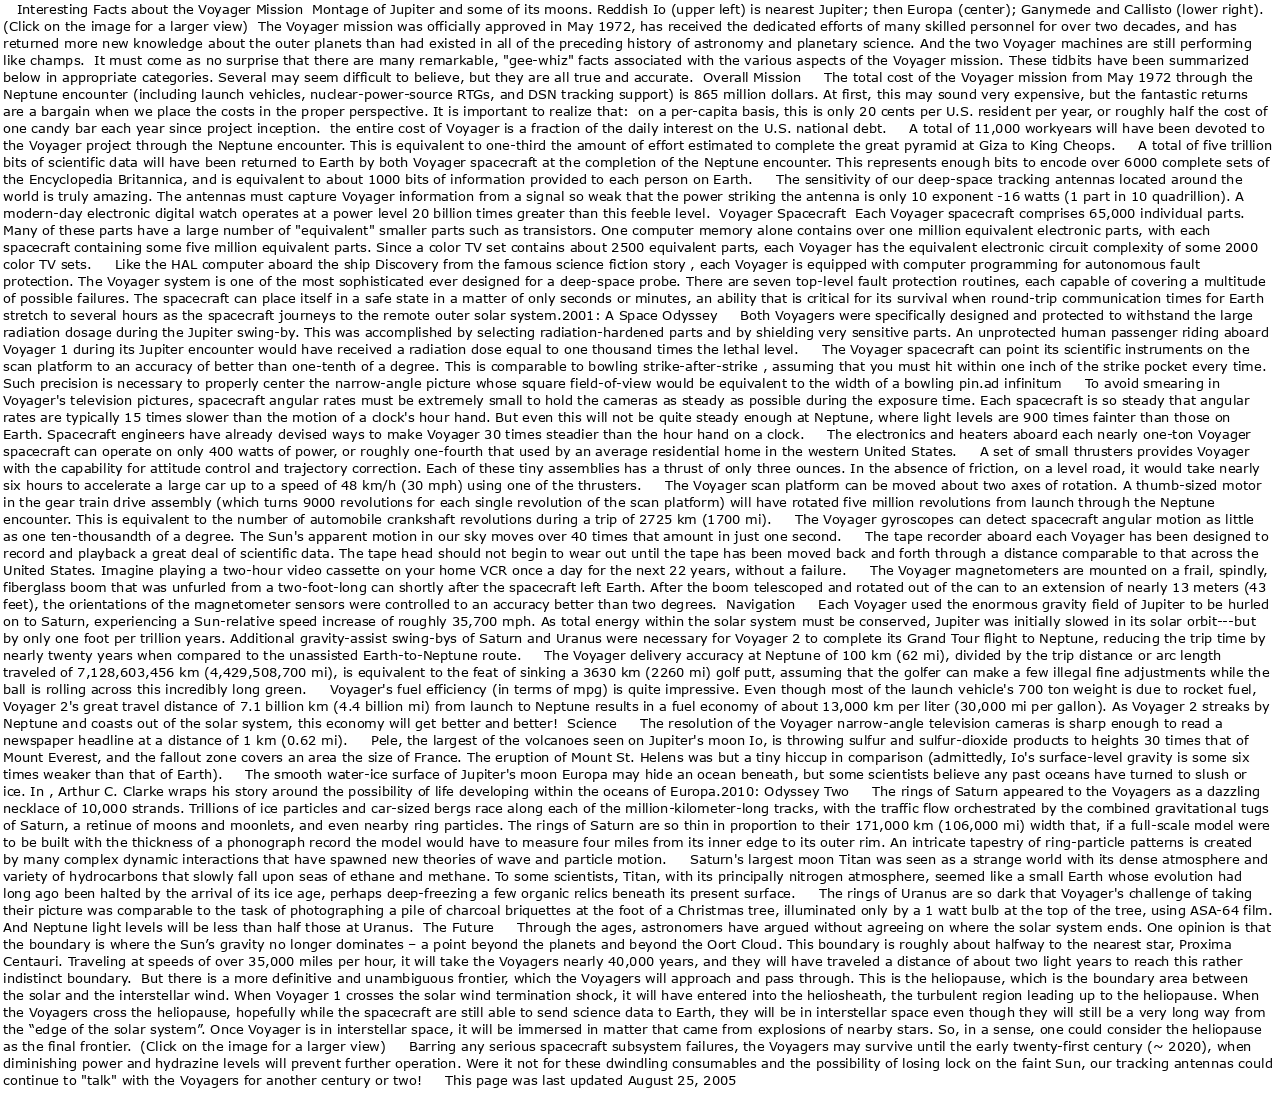 Interesting Facts about the Voyager Mission  Montage of Jupiter and some of its moons. Reddish Io (upper left) is nearest Jupiter; then Europa (center); Ganymede and Callisto (lower right).
(Click on the image for a larger view)  The Voyager mission was officially approved in May 1972, has received the dedicated efforts of many skilled personnel for over two decades, and has
returned more new knowledge about the outer planets than had existed in all of the preceding history of astronomy and planetary science. And the two Voyager machines are still performing
like champs.  It must come as no surprise that there are many remarkable, "gee-whiz" facts associated with the various aspects of the Voyager mission. These tidbits have been summarized
below in appropriate categories. Several may seem difficult to believe, but they are all true and accurate.  Overall Mission     The total cost of the Voyager mission from May 1972 through the
Neptune encounter (including launch vehicles, nuclear-power-source RTGs, and DSN tracking support) is 865 million dollars. At first, this may sound very expensive, but the fantastic returns
are a bargain when we place the costs in the proper perspective. It is important to realize that:  on a per-capita basis, this is only 20 cents per U.S. resident per year, or roughly half the cost of
one candy bar each year since project inception.  the entire cost of Voyager is a fraction of the daily interest on the U.S. national debt.     A total of 11,000 workyears will have been devoted to
the Voyager project through the Neptune encounter. This is equivalent to one-third the amount of effort estimated to complete the great pyramid at Giza to King Cheops.     A total of five trillion
bits of scientific data will have been returned to Earth by both Voyager spacecraft at the completion of the Neptune encounter. This represents enough bits to encode over 6000 complete sets of
the Encyclopedia Britannica, and is equivalent to about 1000 bits of information provided to each person on Earth.     The sensitivity of our deep-space tracking antennas located around the
world is truly amazing. The antennas must capture Voyager information from a signal so weak that the power striking the antenna is only 10 exponent -16 watts (1 part in 10 quadrillion). A
modern-day electronic digital watch operates at a power level 20 billion times greater than this feeble level.  Voyager Spacecraft  Each Voyager spacecraft comprises 65,000 individual parts.
Many of these parts have a large number of "equivalent" smaller parts such as transistors. One computer memory alone contains over one million equivalent electronic parts, with each
spacecraft containing some five million equivalent parts. Since a color TV set contains about 2500 equivalent parts, each Voyager has the equivalent electronic circuit complexity of some 2000
color TV sets.     Like the HAL computer aboard the ship Discovery from the famous science fiction story , each Voyager is equipped with computer programming for autonomous fault
protection. The Voyager system is one of the most sophisticated ever designed for a deep-space probe. There are seven top-level fault protection routines, each capable of covering a multitude
of possible failures. The spacecraft can place itself in a safe state in a matter of only seconds or minutes, an ability that is critical for its survival when round-trip communication times for Earth
stretch to several hours as the spacecraft journeys to the remote outer solar system.2001: A Space Odyssey     Both Voyagers were specifically designed and protected to withstand the large
radiation dosage during the Jupiter swing-by. This was accomplished by selecting radiation-hardened parts and by shielding very sensitive parts. An unprotected human passenger riding aboard
Voyager 1 during its Jupiter encounter would have received a radiation dose equal to one thousand times the lethal level.     The Voyager spacecraft can point its scientific instruments on the
scan platform to an accuracy of better than one-tenth of a degree. This is comparable to bowling strike-after-strike , assuming that you must hit within one inch of the strike pocket every time.
Such precision is necessary to properly center the narrow-angle picture whose square field-of-view would be equivalent to the width of a bowling pin.ad infinitum     To avoid smearing in
Voyager's television pictures, spacecraft angular rates must be extremely small to hold the cameras as steady as possible during the exposure time. Each spacecraft is so steady that angular
rates are typically 15 times slower than the motion of a clock's hour hand. But even this will not be quite steady enough at Neptune, where light levels are 900 times fainter than those on
Earth. Spacecraft engineers have already devised ways to make Voyager 30 times steadier than the hour hand on a clock.     The electronics and heaters aboard each nearly one-ton Voyager
spacecraft can operate on only 400 watts of power, or roughly one-fourth that used by an average residential home in the western United States.     A set of small thrusters provides Voyager
with the capability for attitude control and trajectory correction. Each of these tiny assemblies has a thrust of only three ounces. In the absence of friction, on a level road, it would take nearly
six hours to accelerate a large car up to a speed of 48 km/h (30 mph) using one of the thrusters.     The Voyager scan platform can be moved about two axes of rotation. A thumb-sized motor
in the gear train drive assembly (which turns 9000 revolutions for each single revolution of the scan platform) will have rotated five million revolutions from launch through the Neptune
encounter. This is equivalent to the number of automobile crankshaft revolutions during a trip of 2725 km (1700 mi).     The Voyager gyroscopes can detect spacecraft angular motion as little
as one ten-thousandth of a degree. The Sun's apparent motion in our sky moves over 40 times that amount in just one second.     The tape recorder aboard each Voyager has been designed to
record and playback a great deal of scientific data. The tape head should not begin to wear out until the tape has been moved back and forth through a distance comparable to that across the
United States. Imagine playing a two-hour video cassette on your home VCR once a day for the next 22 years, without a failure.     The Voyager magnetometers are mounted on a frail, spindly,
fiberglass boom that was unfurled from a two-foot-long can shortly after the spacecraft left Earth. After the boom telescoped and rotated out of the can to an extension of nearly 13 meters (43
feet), the orientations of the magnetometer sensors were controlled to an accuracy better than two degrees.  Navigation     Each Voyager used the enormous gravity field of Jupiter to be hurled
on to Saturn, experiencing a Sun-relative speed increase of roughly 35,700 mph. As total energy within the solar system must be conserved, Jupiter was initially slowed in its solar orbit---but
by only one foot per trillion years. Additional gravity-assist swing-bys of Saturn and Uranus were necessary for Voyager 2 to complete its Grand Tour flight to Neptune, reducing the trip time by
nearly twenty years when compared to the unassisted Earth-to-Neptune route.     The Voyager delivery accuracy at Neptune of 100 km (62 mi), divided by the trip distance or arc length
traveled of 7,128,603,456 km (4,429,508,700 mi), is equivalent to the feat of sinking a 3630 km (2260 mi) golf putt, assuming that the golfer can make a few illegal fine adjustments while the
ball is rolling across this incredibly long green.     Voyager's fuel efficiency (in terms of mpg) is quite impressive. Even though most of the launch vehicle's 700 ton weight is due to rocket fuel,
Voyager 2's great travel distance of 7.1 billion km (4.4 billion mi) from launch to Neptune results in a fuel economy of about 13,000 km per liter (30,000 mi per gallon). As Voyager 2 streaks by
Neptune and coasts out of the solar system, this economy will get better and better!  Science     The resolution of the Voyager narrow-angle television cameras is sharp enough to read a
newspaper headline at a distance of 1 km (0.62 mi).     Pele, the largest of the volcanoes seen on Jupiter's moon Io, is throwing sulfur and sulfur-dioxide products to heights 30 times that of
Mount Everest, and the fallout zone covers an area the size of France. The eruption of Mount St. Helens was but a tiny hiccup in comparison (admittedly, Io's surface-level gravity is some six
times weaker than that of Earth).     The smooth water-ice surface of Jupiter's moon Europa may hide an ocean beneath, but some scientists believe any past oceans have turned to slush or
ice. In , Arthur C. Clarke wraps his story around the possibility of life developing within the oceans of Europa.2010: Odyssey Two     The rings of Saturn appeared to the Voyagers as a dazzling
necklace of 10,000 strands. Trillions of ice particles and car-sized bergs race along each of the million-kilometer-long tracks, with the traffic flow orchestrated by the combined gravitational tugs
of Saturn, a retinue of moons and moonlets, and even nearby ring particles. The rings of Saturn are so thin in proportion to their 171,000 km (106,000 mi) width that, if a full-scale model were
to be built with the thickness of a phonograph record the model would have to measure four miles from its inner edge to its outer rim. An intricate tapestry of ring-particle patterns is created
by many complex dynamic interactions that have spawned new theories of wave and particle motion.     Saturn's largest moon Titan was seen as a strange world with its dense atmosphere and
variety of hydrocarbons that slowly fall upon seas of ethane and methane. To some scientists, Titan, with its principally nitrogen atmosphere, seemed like a small Earth whose evolution had
long ago been halted by the arrival of its ice age, perhaps deep-freezing a few organic relics beneath its present surface.     The rings of Uranus are so dark that Voyager's challenge of taking
their picture was comparable to the task of photographing a pile of charcoal briquettes at the foot of a Christmas tree, illuminated only by a 1 watt bulb at the top of the tree, using ASA-64 film.
And Neptune light levels will be less than half those at Uranus.  The Future     Through the ages, astronomers have argued without agreeing on where the solar system ends. One opinion is that
the boundary is where the Sun’s gravity no longer dominates – a point beyond the planets and beyond the Oort Cloud. This boundary is roughly about halfway to the nearest star, Proxima
Centauri. Traveling at speeds of over 35,000 miles per hour, it will take the Voyagers nearly 40,000 years, and they will have traveled a distance of about two light years to reach this rather
indistinct boundary.  But there is a more definitive and unambiguous frontier, which the Voyagers will approach and pass through. This is the heliopause, which is the boundary area between
the solar and the interstellar wind. When Voyager 1 crosses the solar wind termination shock, it will have entered into the heliosheath, the turbulent region leading up to the heliopause. When
the Voyagers cross the heliopause, hopefully while the spacecraft are still able to send science data to Earth, they will be in interstellar space even though they will still be a very long way from
the “edge of the solar system”. Once Voyager is in interstellar space, it will be immersed in matter that came from explosions of nearby stars. So, in a sense, one could consider the heliopause
as the final frontier.  (Click on the image for a larger view)     Barring any serious spacecraft subsystem failures, the Voyagers may survive until the early twenty-first century (~ 2020), when
diminishing power and hydrazine levels will prevent further operation. Were it not for these dwindling consumables and the possibility of losing lock on the faint Sun, our tracking antennas could
continue to "talk" with the Voyagers for another century or two!     This page was last updated August 25, 2005